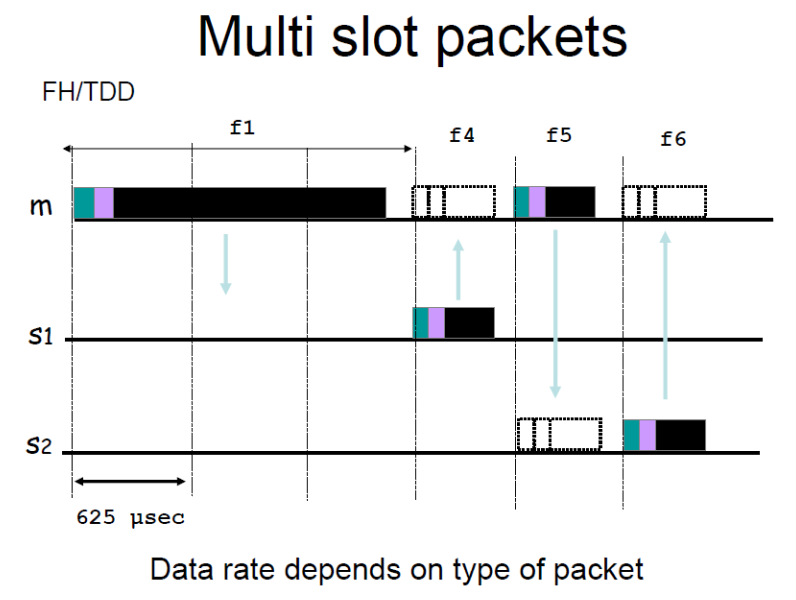 Multi slot packets
FH/TDD
f1
f4
f5
f6
m
s1
s2
625 μsec
Data rate depends on type of packet